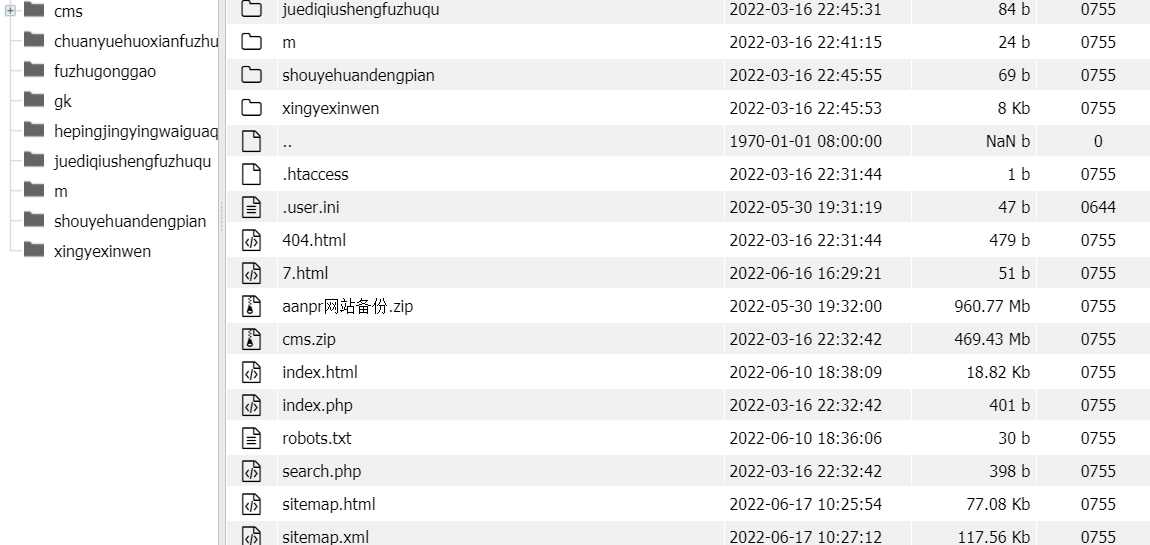 cms
chuanyuehuoxianfuzhu
fuzhugonggao
gk
hepingjingyingwaiguaq
juediqiushengfuzhuqu
m
shouyehuandengpian
xingyexinwen
juediqiushengfuzhuqu 2022-03-16 22:45:31 84 b 0755
m 2022-03-16 22:41:15 24 b 0755
shouyehuandengpian 2022-03-16 22:45:55 69 b 0755
xingyexinwen 2022-03-16 22:45:53 8 Kb 0755
.. 1970-01-01 08:00:00 NaN b 0
.htaccess 2022-03-16 22:31:44 1 b 0755
.user.ini 2022-05-30 19:31:19 47 b 0644
404.html 2022-03-16 22:31:44 479 b 0755
7.html 2022-06-16 16:29:21 51 b 0755
aanpr网站备份.zip 2022-05-30 19:32:00 960.77 Mb 0755
cms.zip 2022-03-16 22:32:42 469.43 Mb 0755
index.html 2022-06-10 18:38:09 18.82 Kb 0755
index.php 2022-03-16 22:32:42 401 b 0755
robots.txt 2022-06-10 18:36:06 30 b 0755
search.php 2022-03-16 22:32:42 398 b 0755
sitemap.html 2022-06-17 10:25:54 77.08 Kb 0755
sitemap.xml 2022-06-17 10:27:12 117.56 Kb 0755